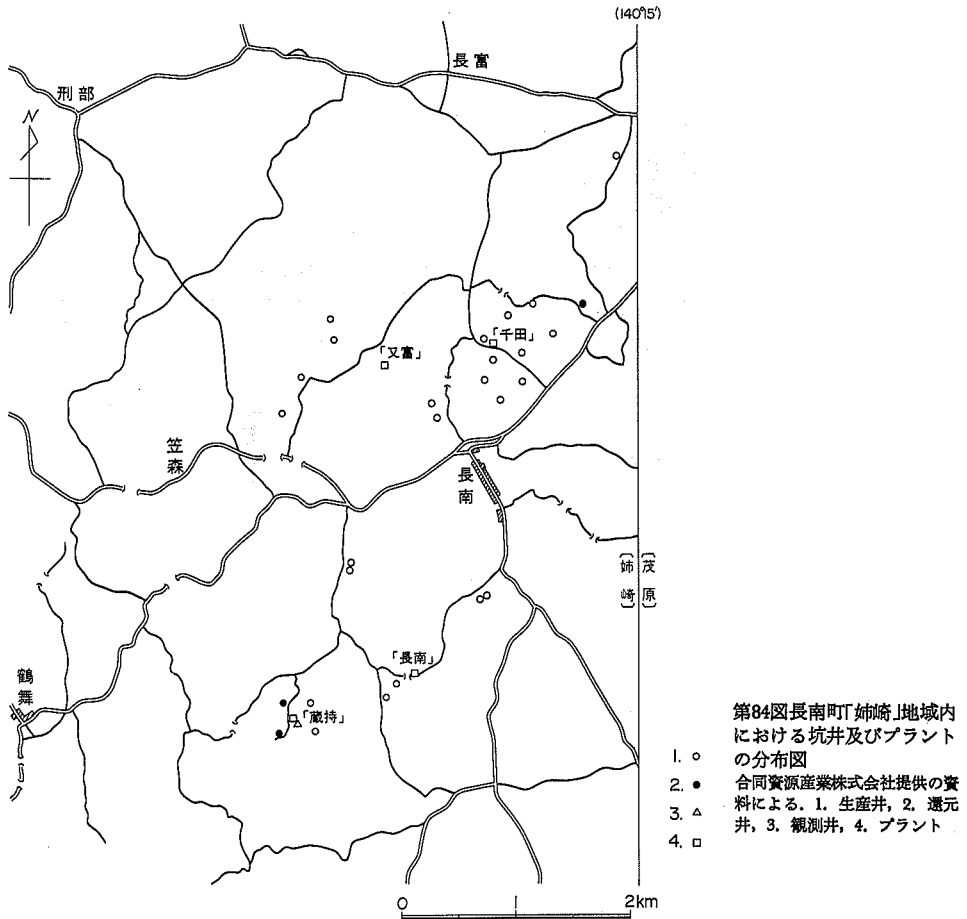 (140°15′)
長富
刑部
N
「千田」
「又富」
笠森
長南
〔姉崎〕
〔茂原〕
「長南」
鶴舞
「蔵持」
第84図長南町「姉崎」地域内
における坑井及びプラント
の分布図
合同資源産業株式会社提供の資
料による. 1. 生産井, 2. 還元
井, 3. 観測井, 4. プラント
1.
2.
3.
4.
0 1 2km